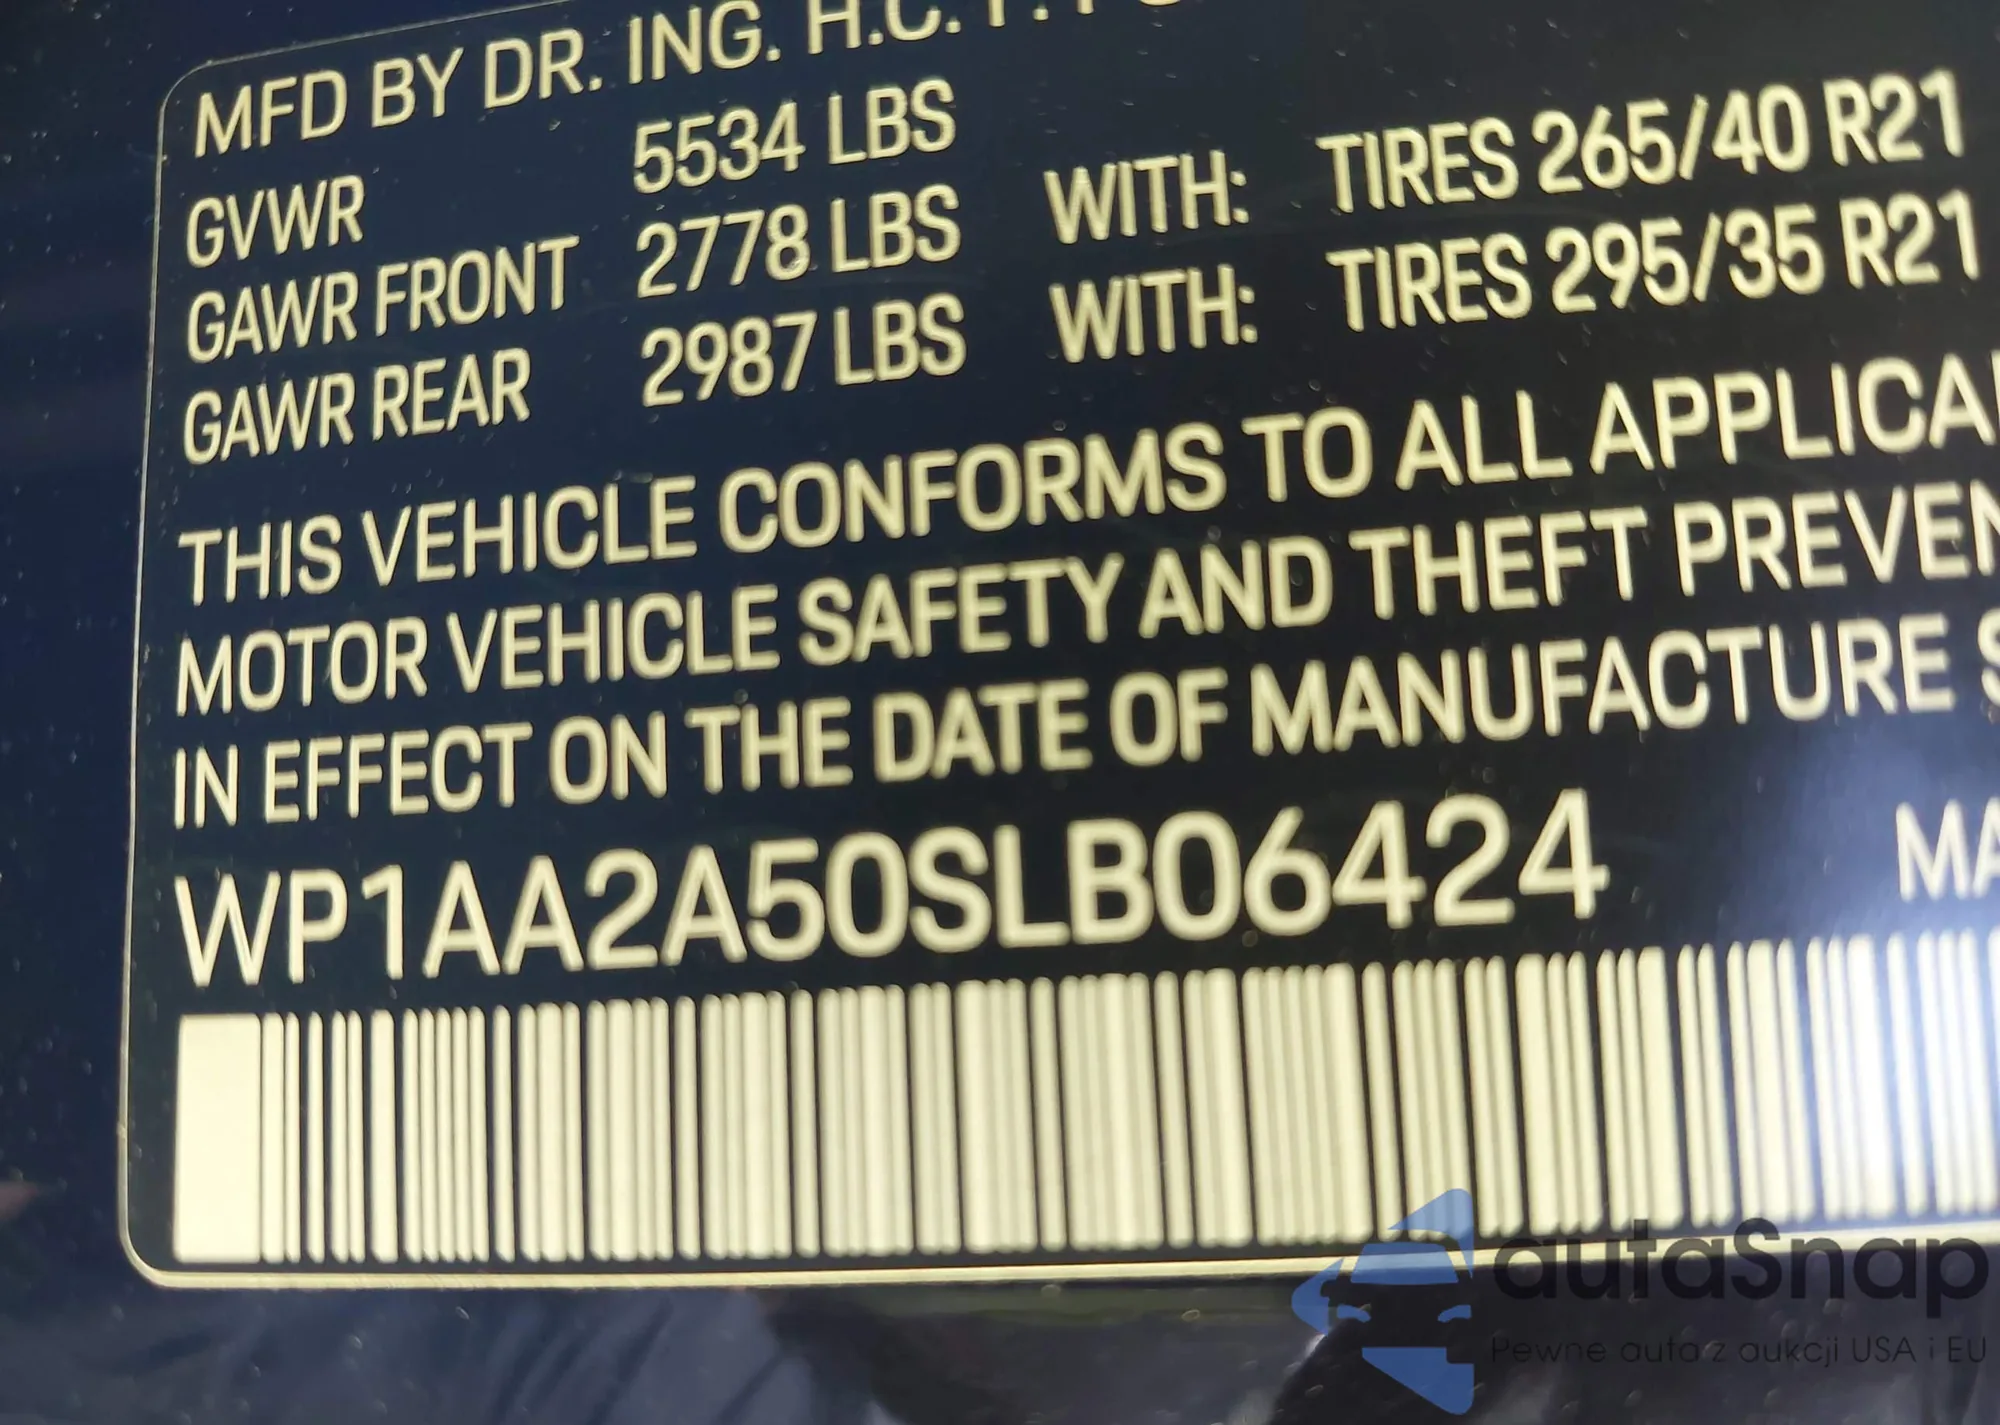 MFD BY DR. ING. H.C. F.
GVWR 5534 LBS
GAWR FRONT 2778 LBS WITH: TIRES 265/40 R21
GAWR REAR 2987 LBS WITH: TIRES 295/35 R21
THIS VEHICLE CONFORMS TO ALL APPLICA
MOTOR VEHICLE SAFETY AND THEFT PREVEN
IN EFFECT ON THE DATE OF MANUFACTURE S
WP1AA2A50SLB06424 MA
autaSnap
Pewne auta z aukcji USA i EU